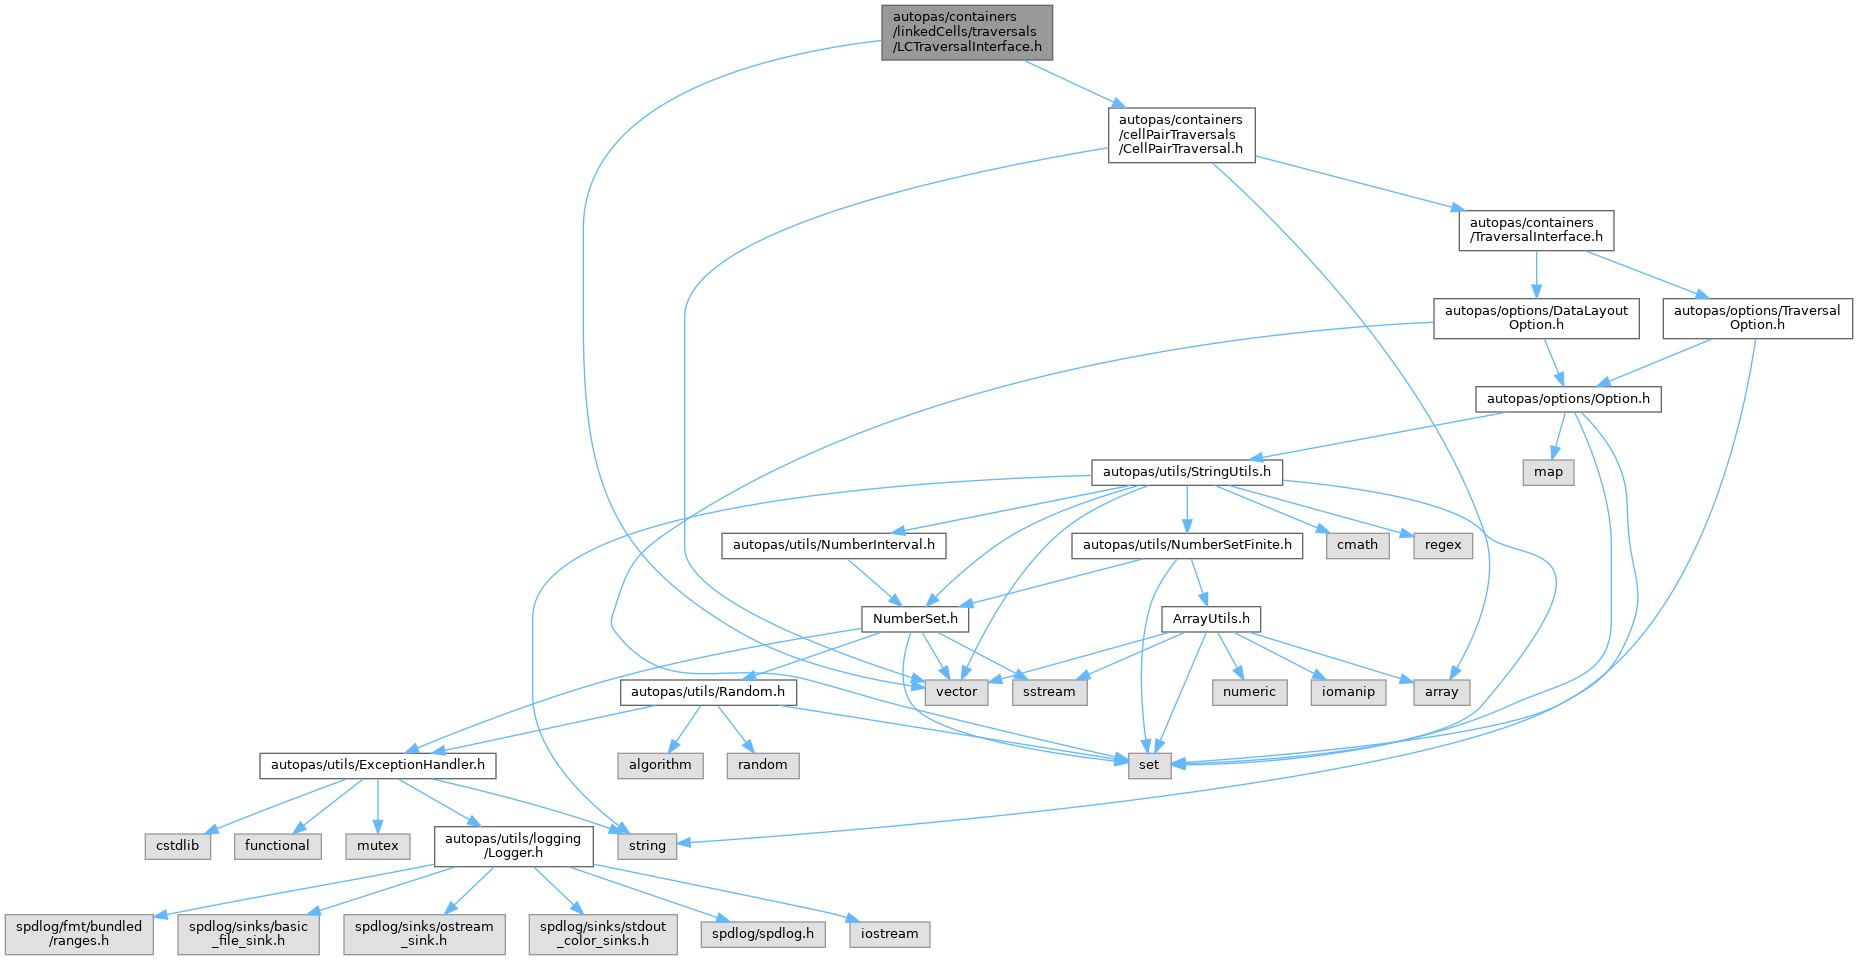 autopas/containers
/linkedCells/traversals
/LCTraversalInterface.h
autopas/containers
/cellPairTraversals
/CellPairTraversal.h
autopas/containers
/TraversalInterface.h
autopas/options/DataLayout
Option.h
autopas/options/Traversal
Option.h
autopas/options/Option.h
autopas/utils/StringUtils.h
map
autopas/utils/NumberInterval.h
autopas/utils/NumberSetFinite.h
cmath
regex
NumberSet.h
ArrayUtils.h
autopas/utils/Random.h
vector
sstream
numeric
iomanip
array
autopas/utils/ExceptionHandler.h
algorithm
random
set
cstdlib
functional
mutex
autopas/utils/logging
/Logger.h
string
spdlog/fmt/bundled
/ranges.h
spdlog/sinks/basic
_file_sink.h
spdlog/sinks/ostream
_sink.h
spdlog/sinks/stdout
_color_sinks.h
spdlog/spdlog.h
iostream